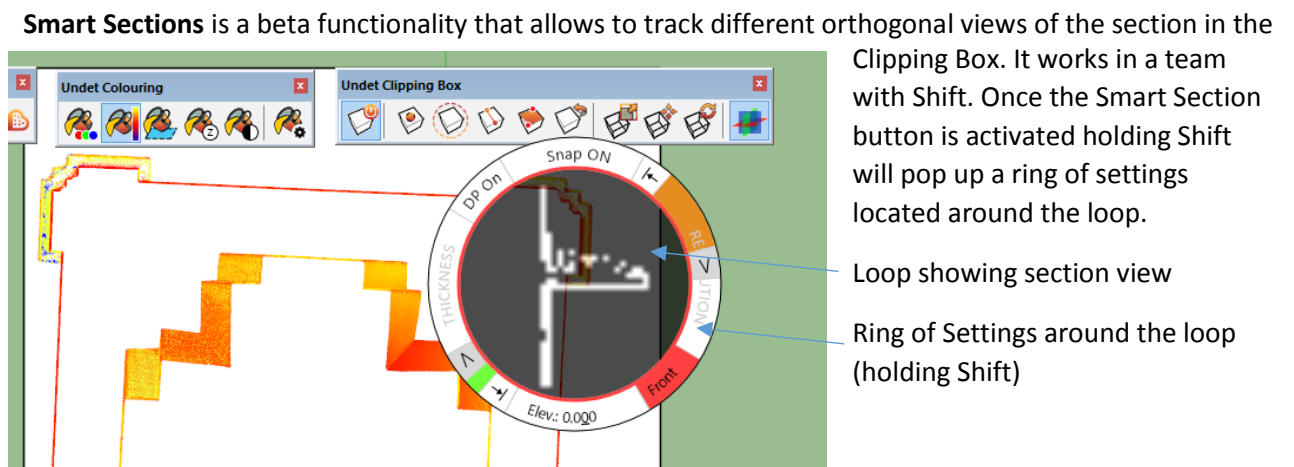 Smart Sections is a beta functionality that allows to track different orthogonal views of the section in the
Clipping Box. It works in a team
with Shift. Once the Smart Section
button is activated holding Shift
will pop up a ring of settings
located around the loop.
Loop showing section view
Ring of Settings around the loop
(holding Shift)
Undet Colouring
Undet Clipping Box
Snap ON
DP On
THICKNESS
Front
Elev.: 0.000